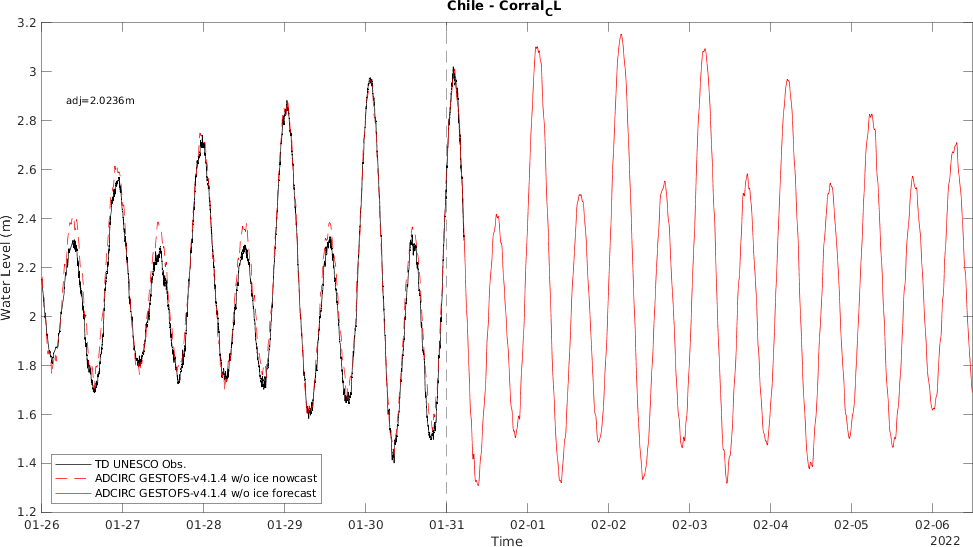 Chile - Corral_CL
3.2
3
2.8
2.6
2.4
2.2
2
1.8
1.6
1.4
1.2
Water Level (m)
adj=2.0236m
TD UNESCO Obs.
ADCIRC GESTOFS-v4.1.4 w/o ice nowcast
ADCIRC GESTOFS-v4.1.4 w/o ice forecast
01-26 01-27 01-28 01-29 01-30 01-31 02-01 02-02 02-03 02-04 02-05 02-06
Time
2022